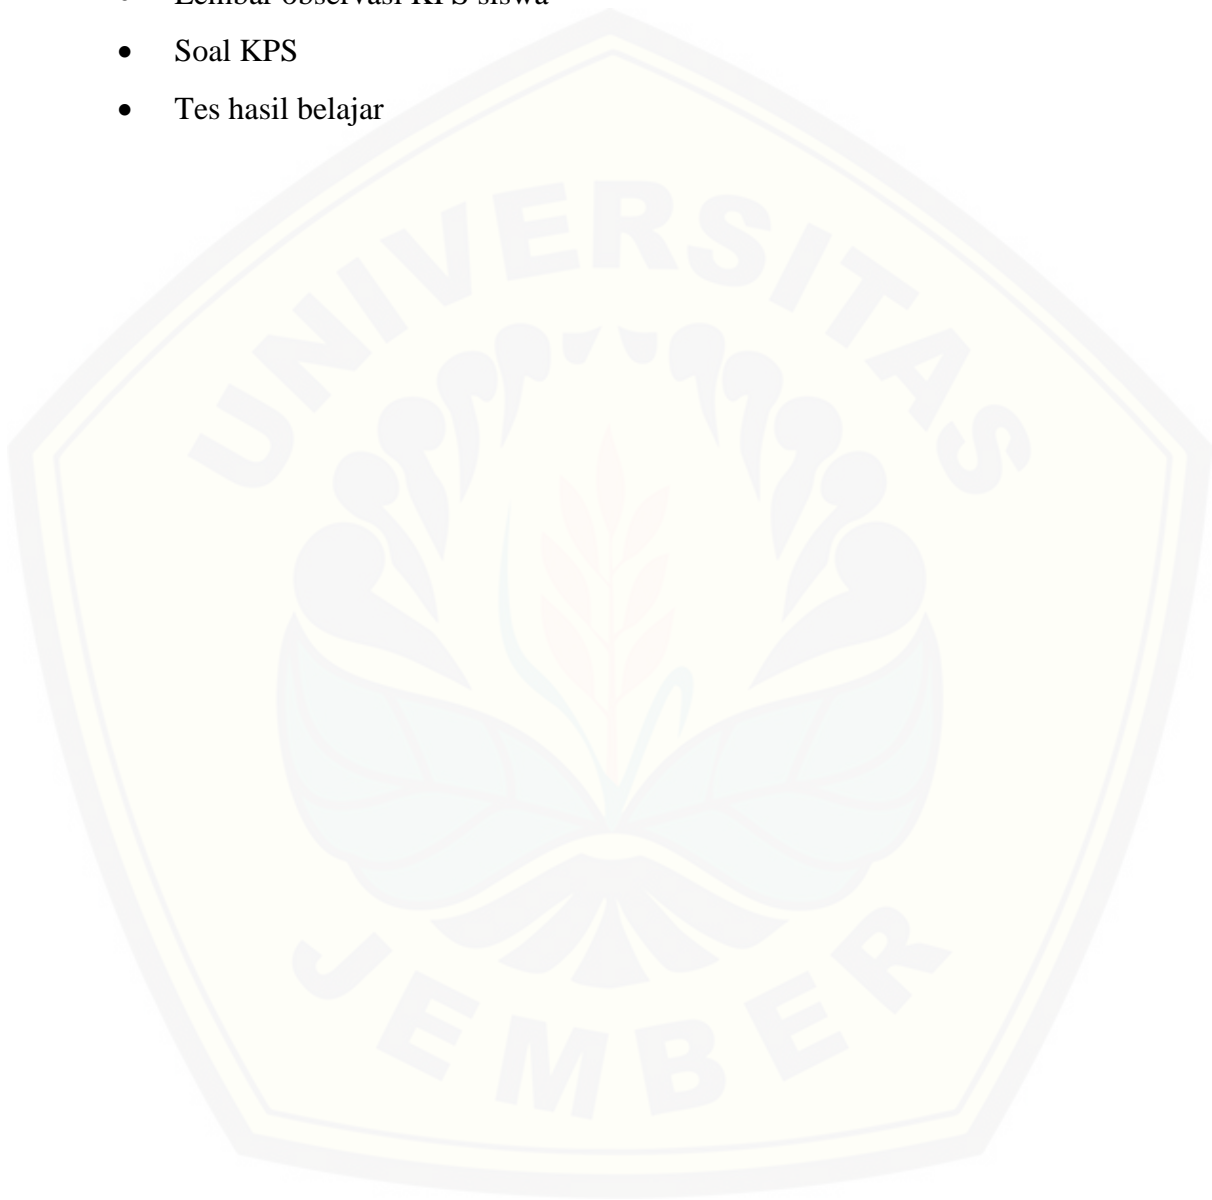 Lembar observasi KPS siswa
• Soal KPS
• Tes hasil belajar
UNIVERSITAS
JEMBER